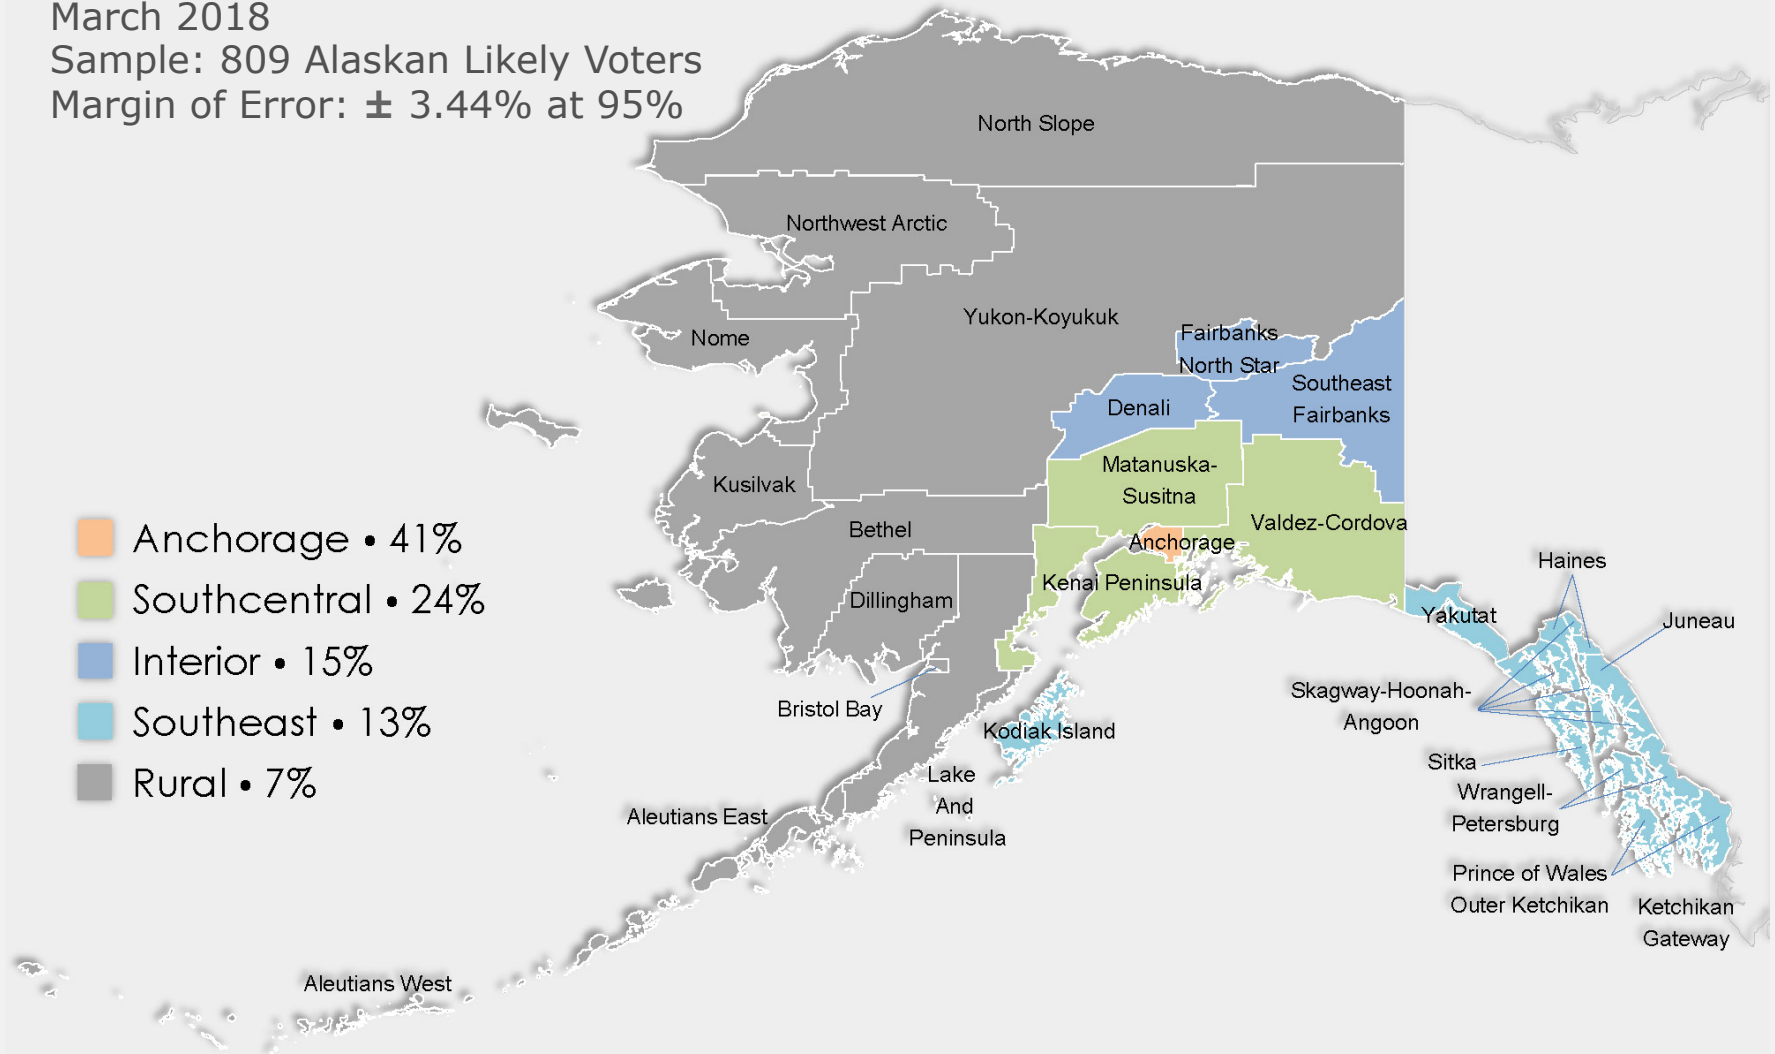 March 2018
Sample: 809 Alaskan Likely Voters
Margin of Error: ± 3.44% at 95%
North Slope
Northwest Arctic
Yukon-Koyukuk
Nome
Fairbanks
North Star
Southeast
Fairbanks
Denali
Matanuska-
Susitna
Kusilvak
Valdez-Cordova
Bethel
Anchorage
Kenai Peninsula
Dillingham
Anchorage • 41%
Southcentral • 24%
Interior • 15%
Southeast • 13%
Rural • 7%
Haines
Yakutat
Juneau
Skagway-Hoonah-
Angoon
Bristol Bay
Kodiak Island
Sitka
Lake
And
Peninsula
Wrangell-
Petersburg
Aleutians East
Prince of Wales
Outer Ketchikan
Ketchikan
Gateway
Aleutians West